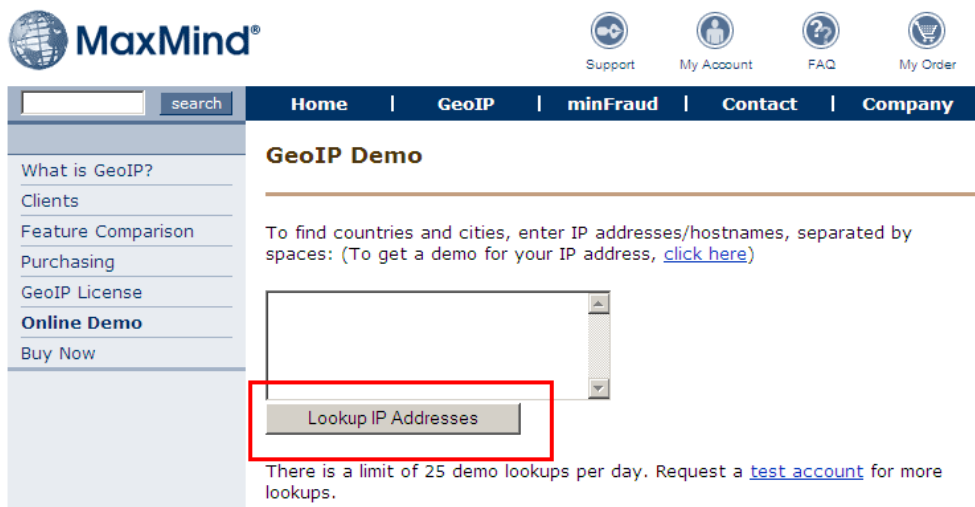 MaxMind®
Support My Account FAQ My Order
search Home | GeoIP | minFraud | Contact | Company
What is GeoIP?
Clients
Feature Comparison
Purchasing
GeoIP License
Online Demo
Buy Now
GeoIP Demo
To find countries and cities, enter IP addresses/hostnames, separated by
spaces: (To get a demo for your IP address, click here)
Lookup IP Addresses
There is a limit of 25 demo lookups per day. Request a test account for more
lookups.